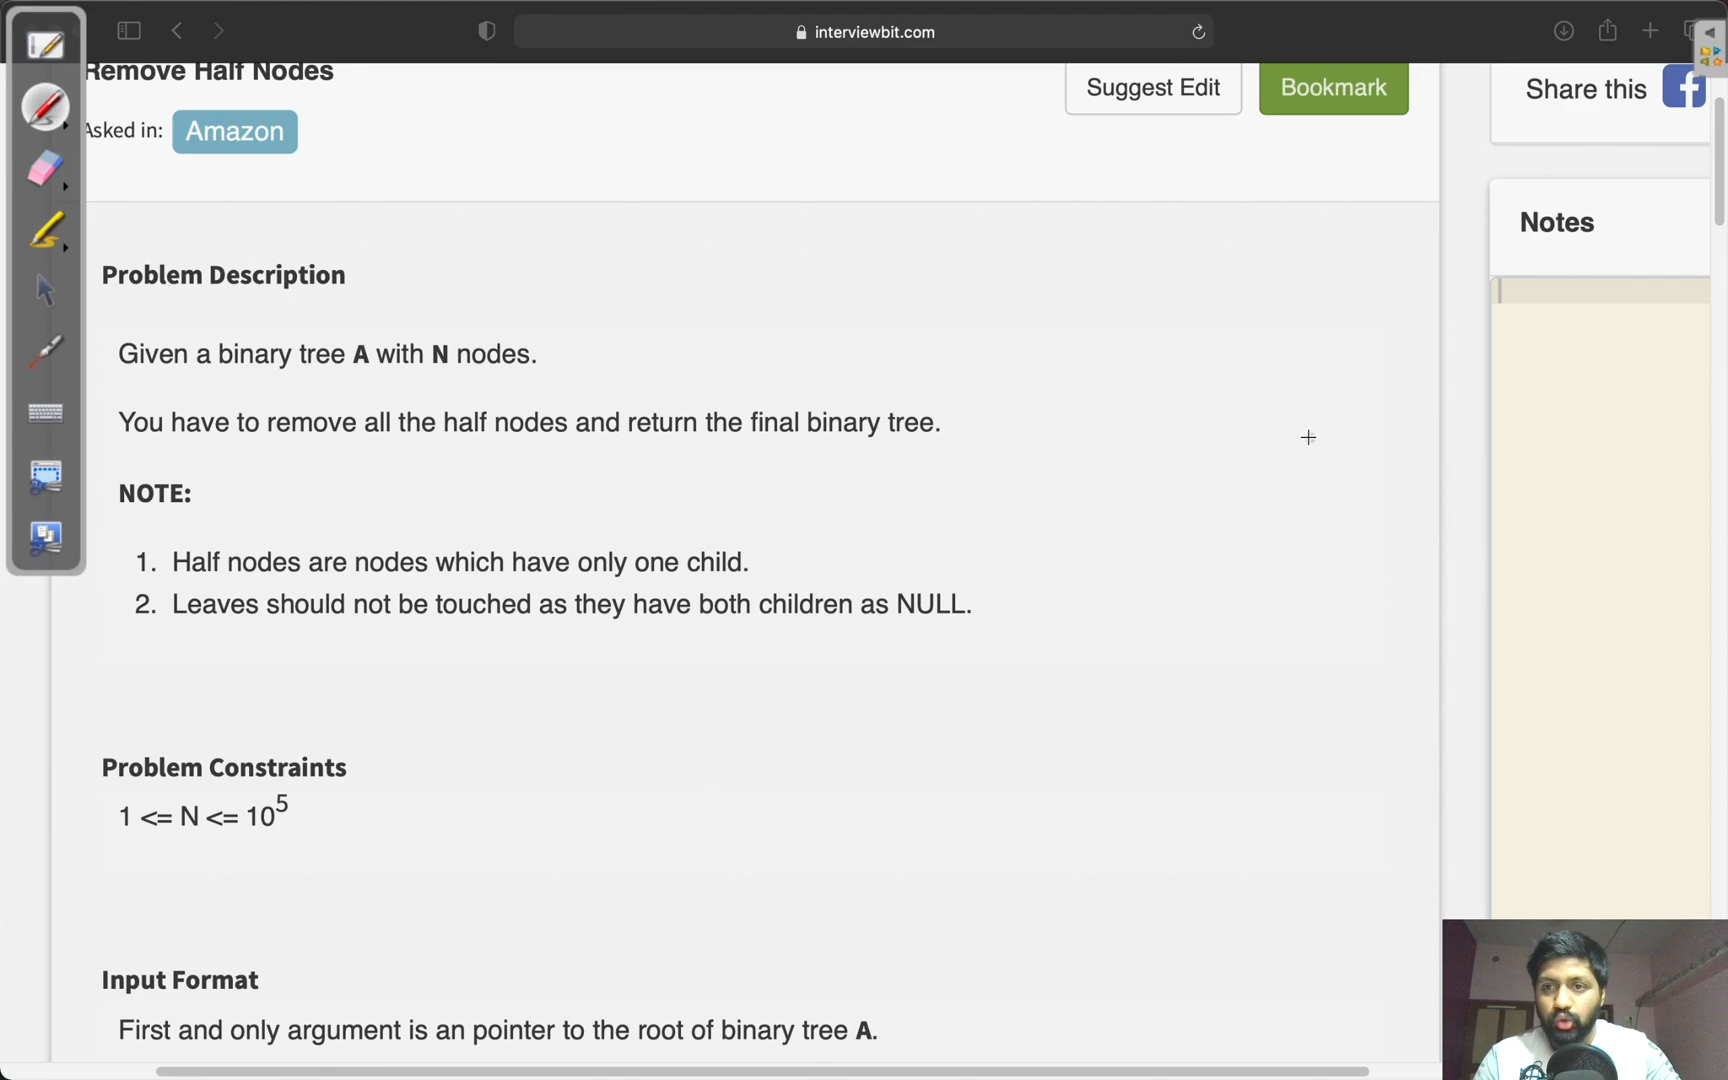 interviewbit.com
Remove Half Nodes
Suggest Edit
Bookmark
Share this
Asked in: Amazon
Notes
Problem Description
Given a binary tree A with N nodes.
You have to remove all the half nodes and return the final binary tree.
NOTE:
1. Half nodes are nodes which have only one child.
2. Leaves should not be touched as they have both children as NULL.
Problem Constraints
1 <= N <= 10^5
Input Format
First and only argument is an pointer to the root of binary tree A.